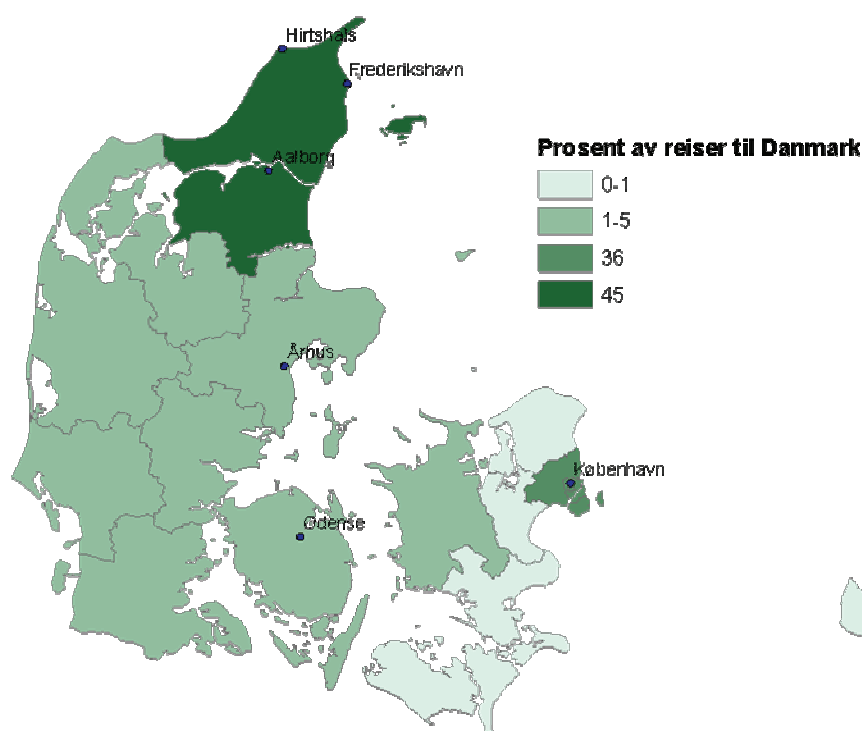 Hirtshals
Frederikshavn
Aalborg
Prosent av reiser til Danmark
0-1
1-5
36
45
Århus
København
Odense